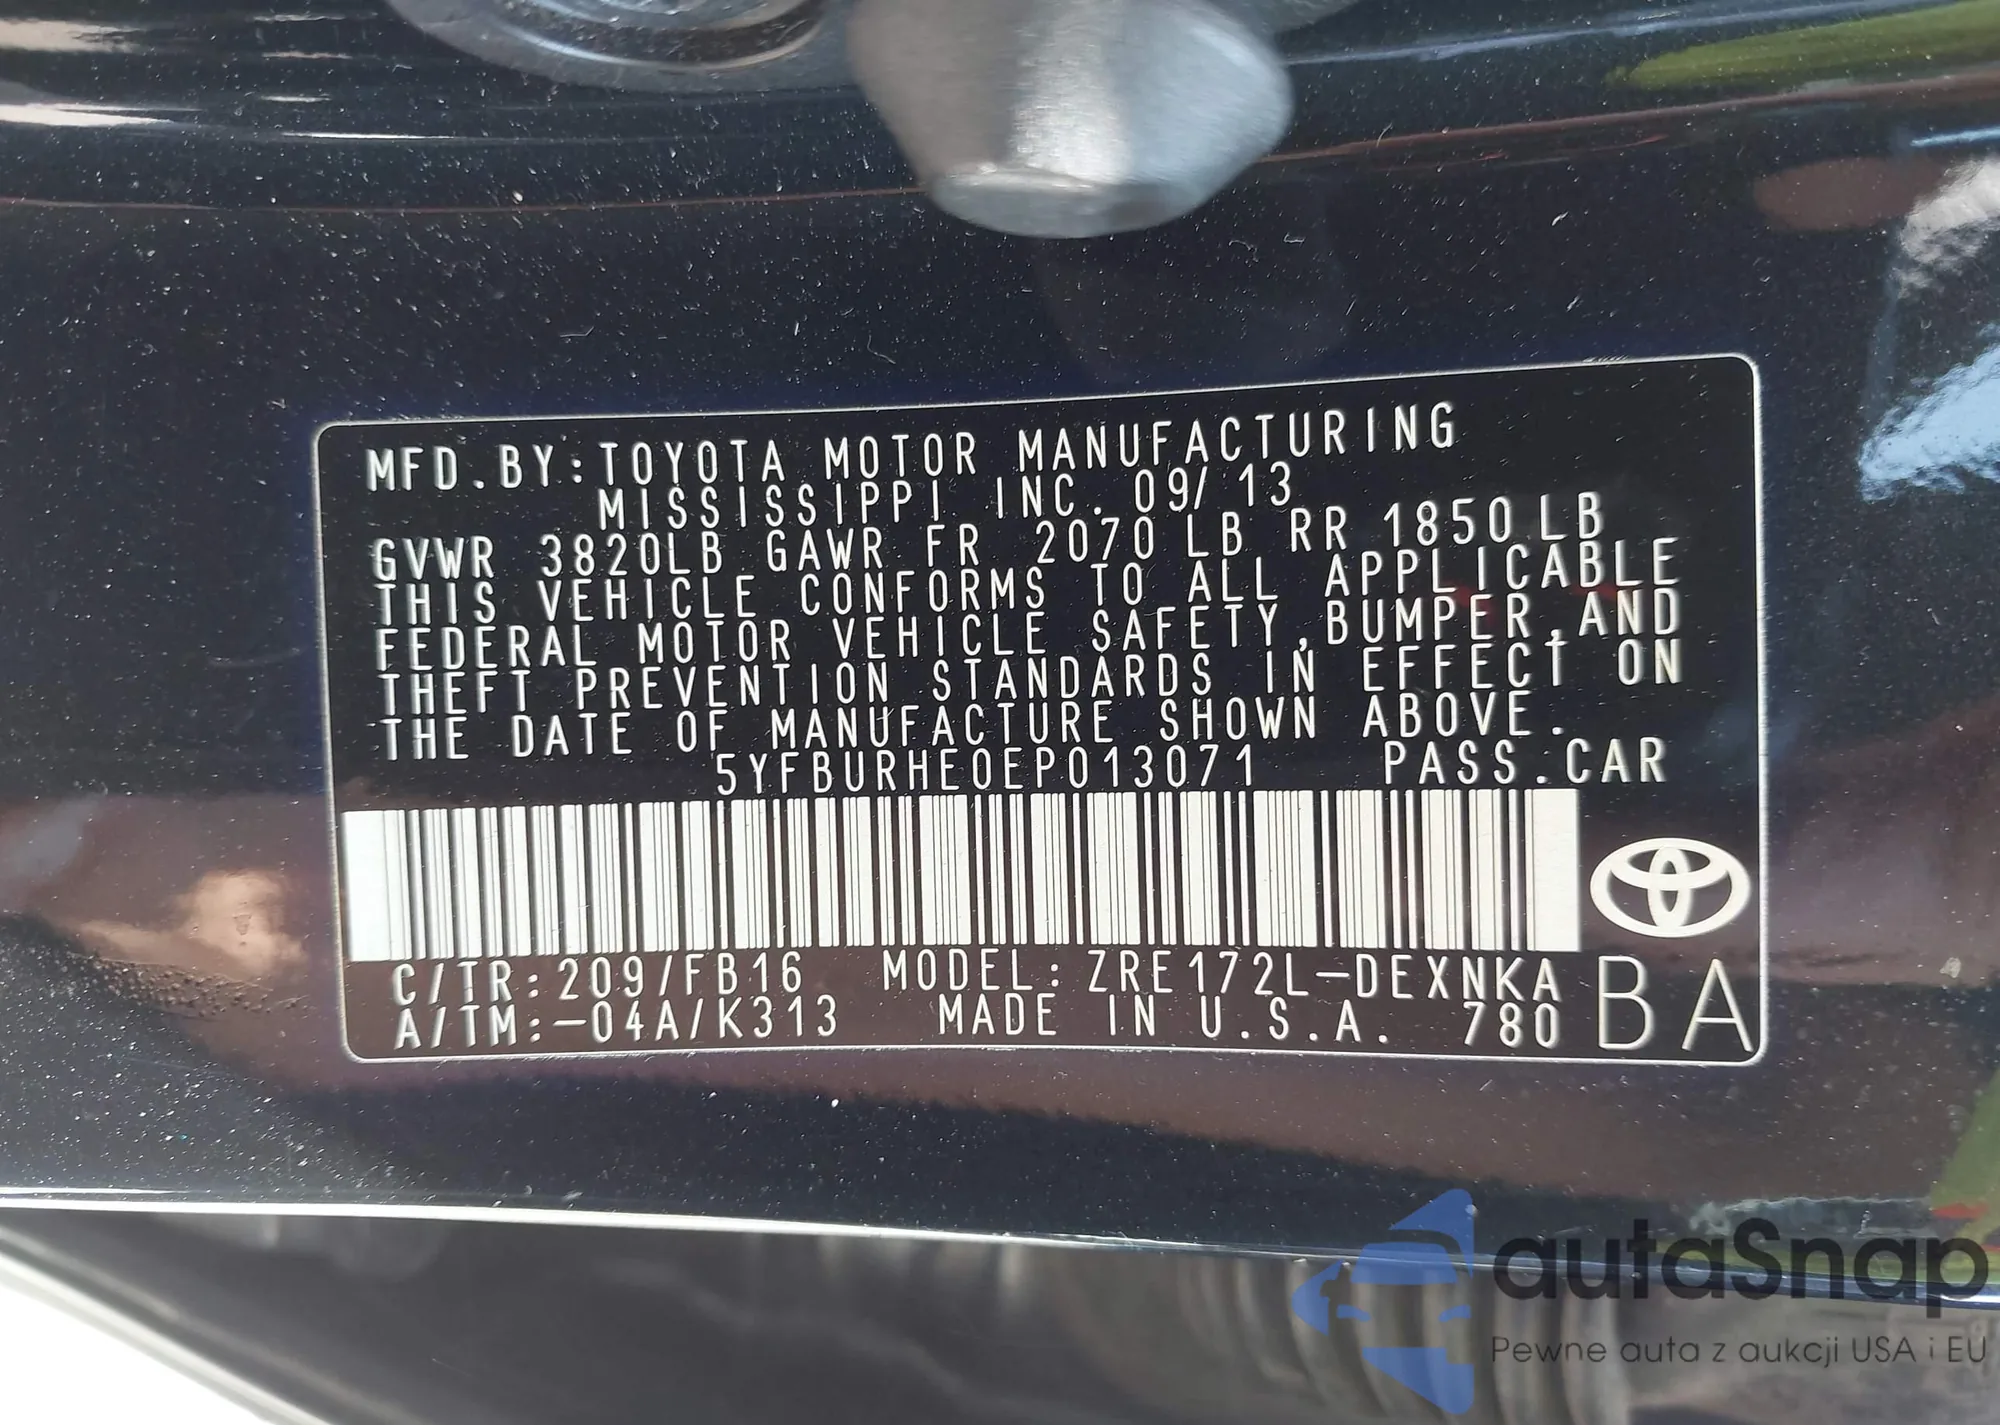 MFD.BY:TOYOTA MOTOR MANUFACTURING
MISSISSIPPI INC. 09/13
GVWR 3820LB GAWR FR 2070LB RR 1850LB
THIS VEHICLE CONFORMS TO ALL APPLICABLE
FEDERAL MOTOR VEHICLE SAFETY,BUMPER,AND
THEFT PREVENTION STANDARDS IN EFFECT ON
THE DATE OF MANUFACTURE SHOWN ABOVE.
5YFBURHE0EP013071 PASS.CAR
C/TR:209/FB16 MODEL:ZRE172L-DEXNKA
A/TM:-04A/K313 MADE IN U.S.A. 780
BA
autaSnap
Pewne auta z aukcji USA i EU